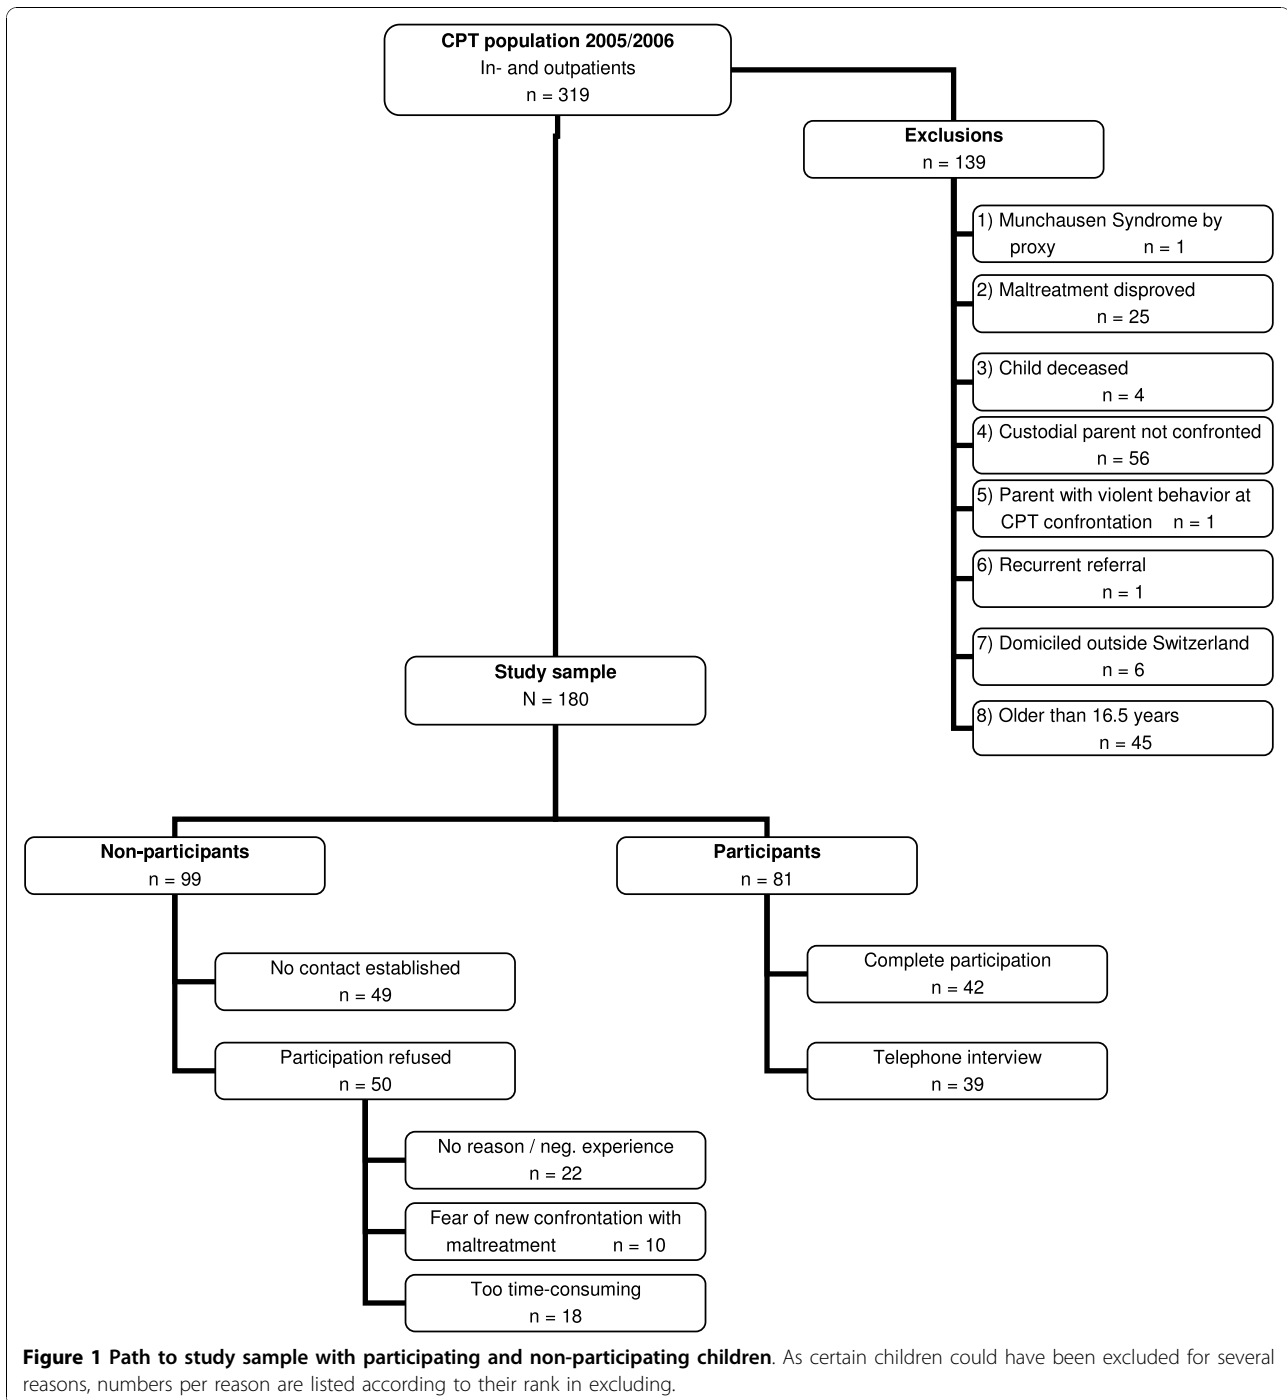 CPT population 2005/2006
In- and outpatients
n = 319
Exclusions
n = 139
1) Munchausen Syndrome by
proxy n = 1
2) Maltreatment disproved
n = 25
3) Child deceased
n = 4
4) Custodial parent not confronted
n = 56
5) Parent with violent behavior at
CPT confrontation n = 1
6) Recurrent referral
n = 1
7) Domiciled outside Switzerland
n = 6
8) Older than 16.5 years
n = 45
Study sample
N = 180
Non-participants
n = 99
No contact established
n = 49
Participation refused
n = 50
No reason / neg. experience
n = 22
Fear of new confrontation with
maltreatment n = 10
Too time-consuming
n = 18
Participants
n = 81
Complete participation
n = 42
Telephone interview
n = 39
Figure 1 Path to study sample with participating and non-participating children. As certain children could have been excluded for several
reasons, numbers per reason are listed according to their rank in excluding.